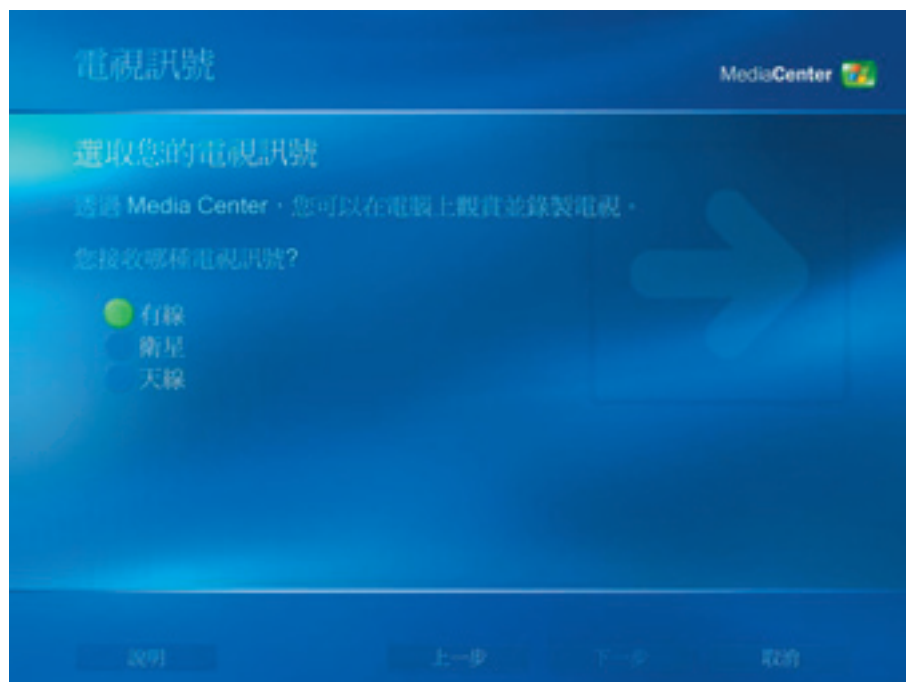 電視訊號
MediaCenter
選取您的電視訊號
透過 Media Center，您可以在電腦上觀賞並錄製電視。
您接收哪種電視訊號?
有線
衛星
天線
說明
上一步
下一步
取消